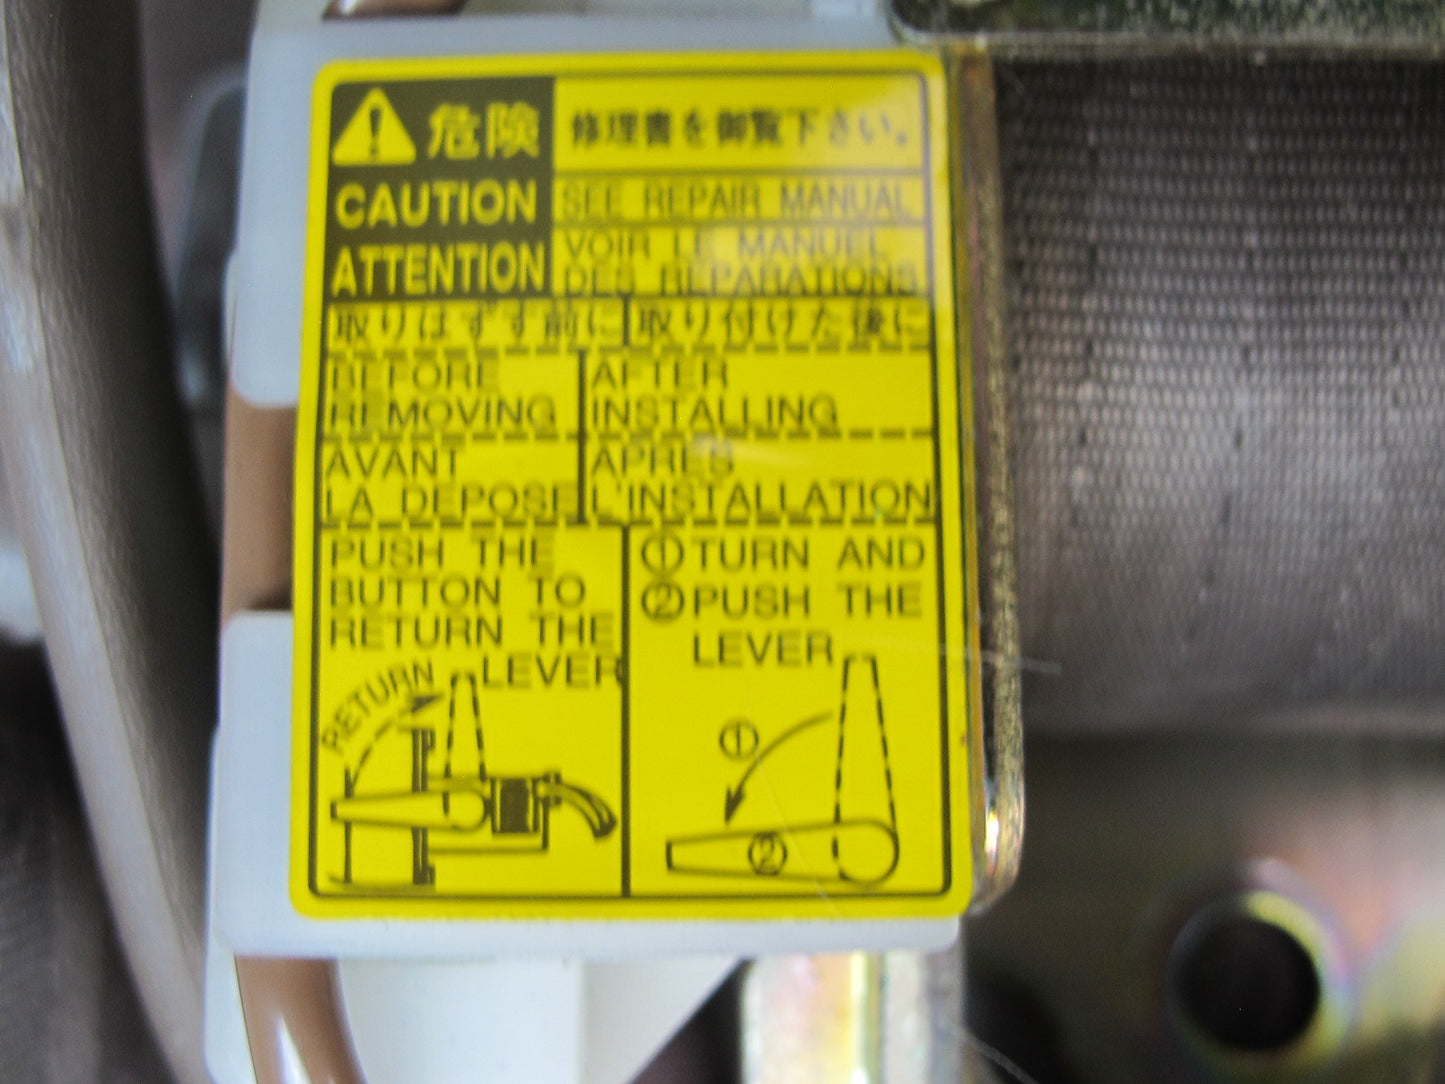 危険
修理書を御覧下さい。
CAUTION
SEE REPAIR MANUAL
ATTENTION
VOIR LE MANUEL
DES REPARATIONS
取りはずす前に
取り付けた後に
BEFORE
REMOVING
AFTER
INSTALLING
AVANT
LA DEPOSE
APRES
L'INSTALLATION
PUSH THE
BUTTON TO
RETURN THE
LEVER
RETURN
①TURN AND
②PUSH THE
LEVER
①
②